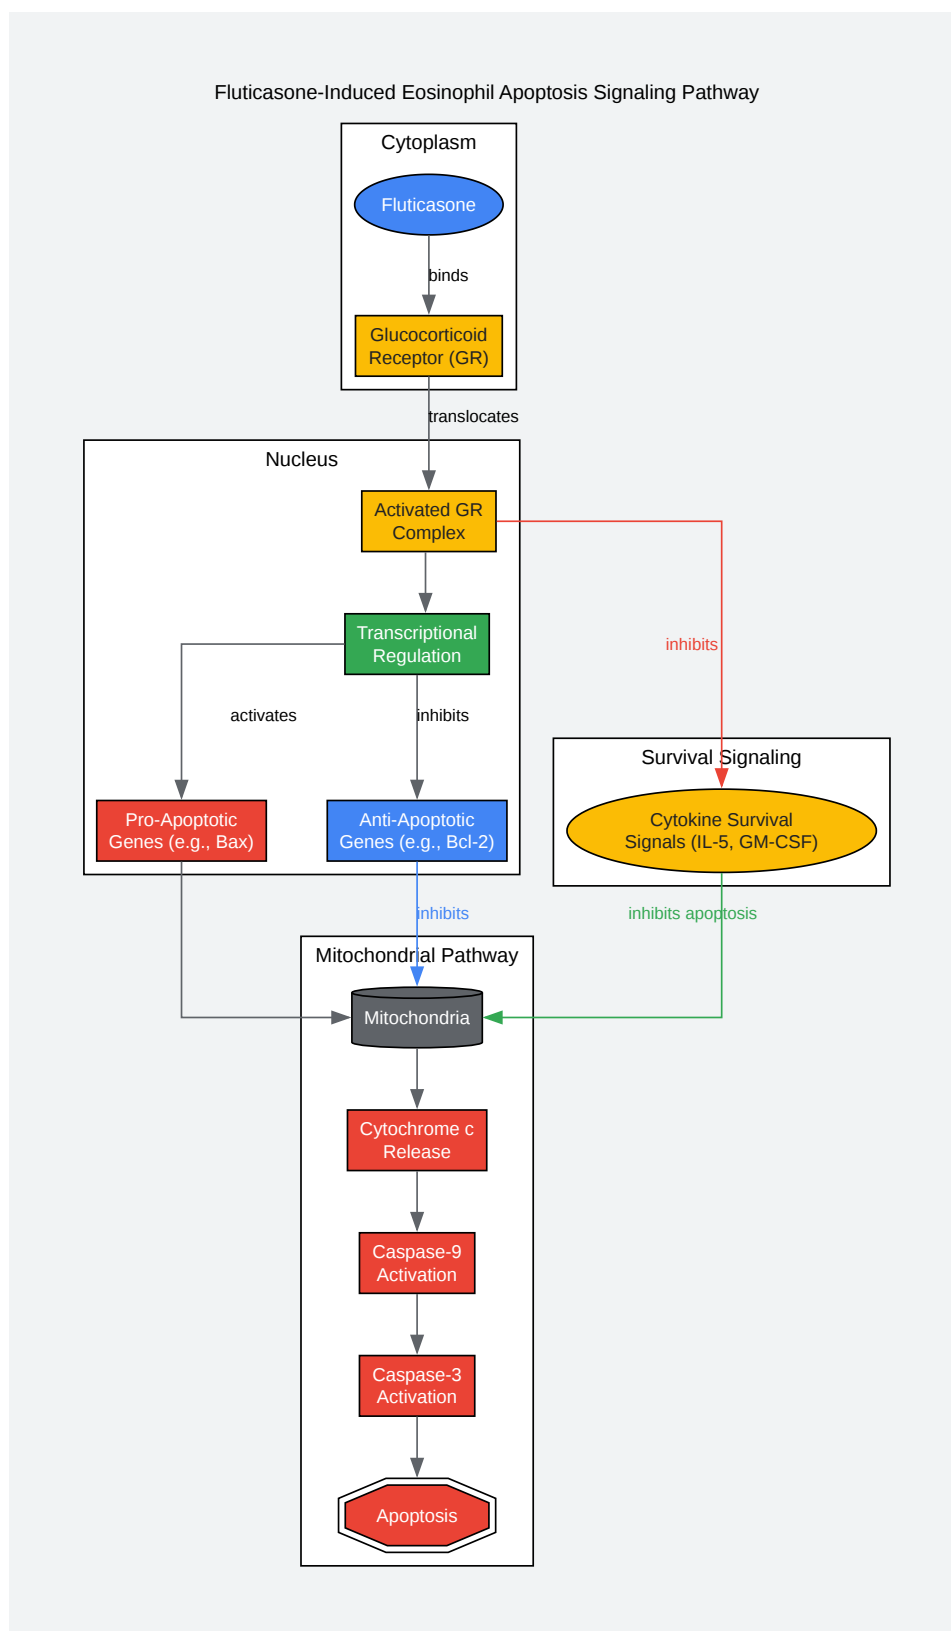 Fluticasone-Induced Eosinophil Apoptosis Signaling Pathway
Cytoplasm
Fluticasone
binds
Glucocorticoid
Receptor (GR)
translocates
Nucleus
Activated GR
Complex
Transcriptional
Regulation
inhibits
activates
inhibits
Survival Signaling
Pro-Apoptotic
Genes (e.g., Bax)
Anti-Apoptotic
Genes (e.g., Bcl-2)
Cytokine Survival
Signals (IL-5, GM-CSF)
inhibits
inhibits apoptosis
Mitochondrial Pathway
Mitochondria
Cytochrome c
Release
Caspase-9
Activation
Caspase-3
Activation
Apoptosis